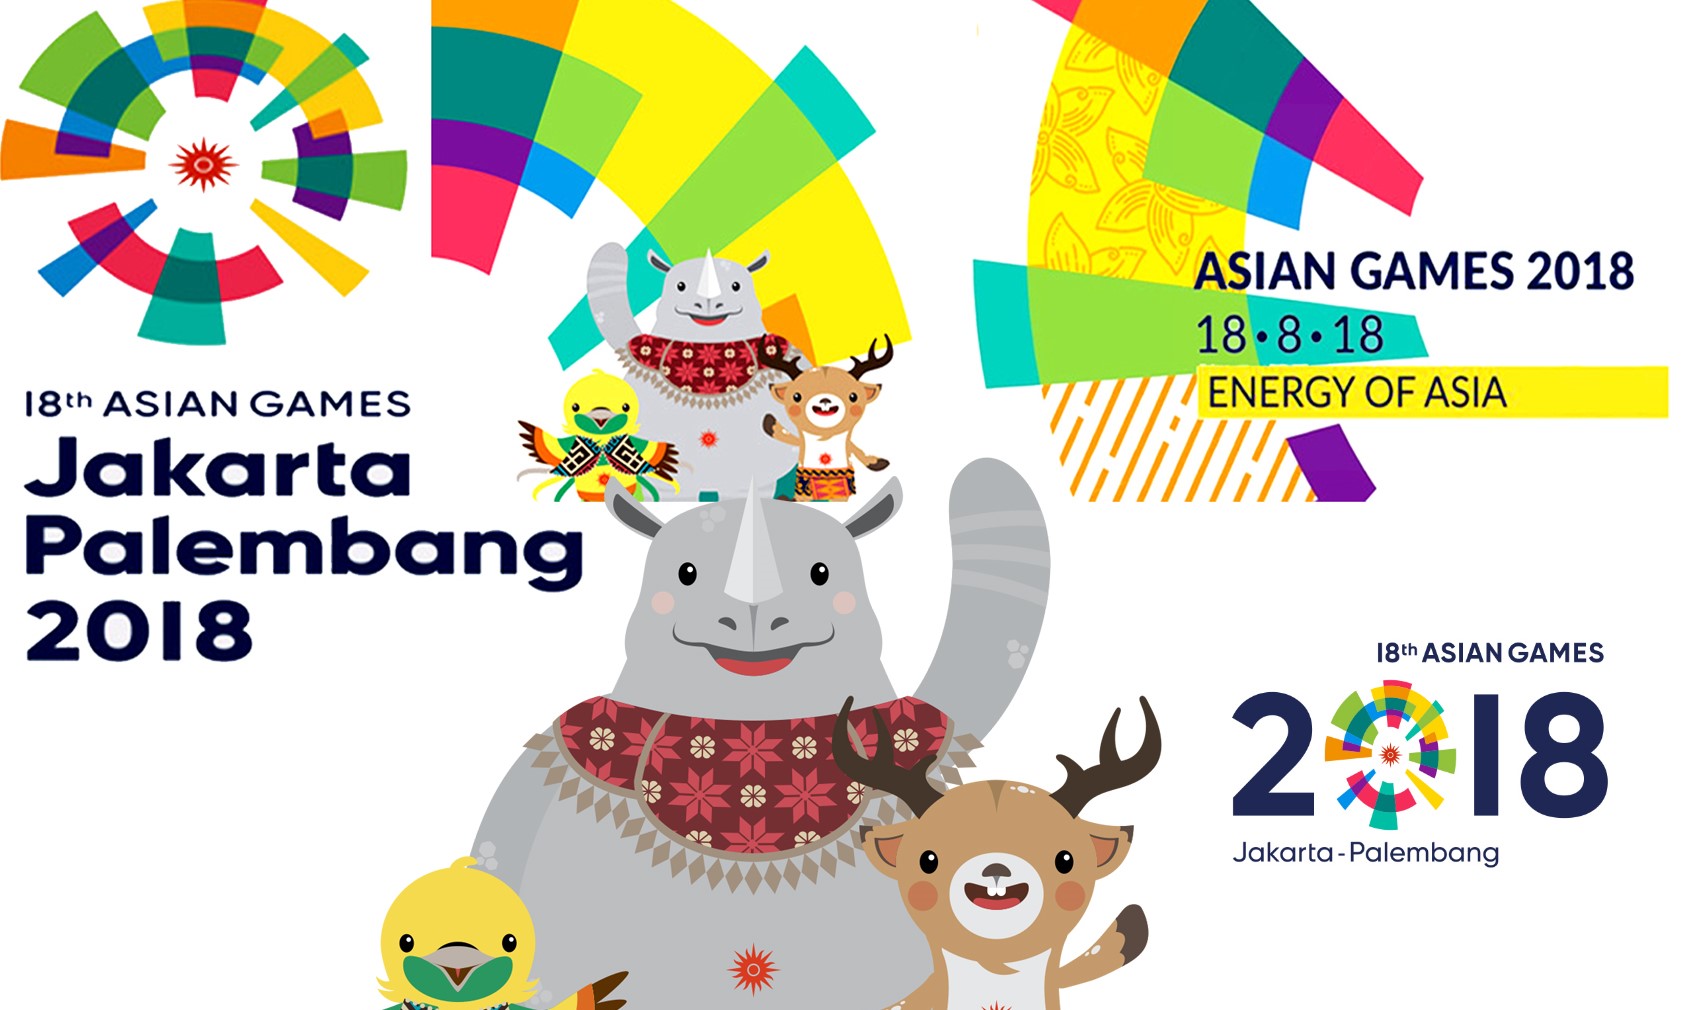 18th ASIAN GAMES
Jakarta
Palembang
2018
ASIAN GAMES 2018
18•8•18
ENERGY OF ASIA
18th ASIAN GAMES
2018
Jakarta-Palembang